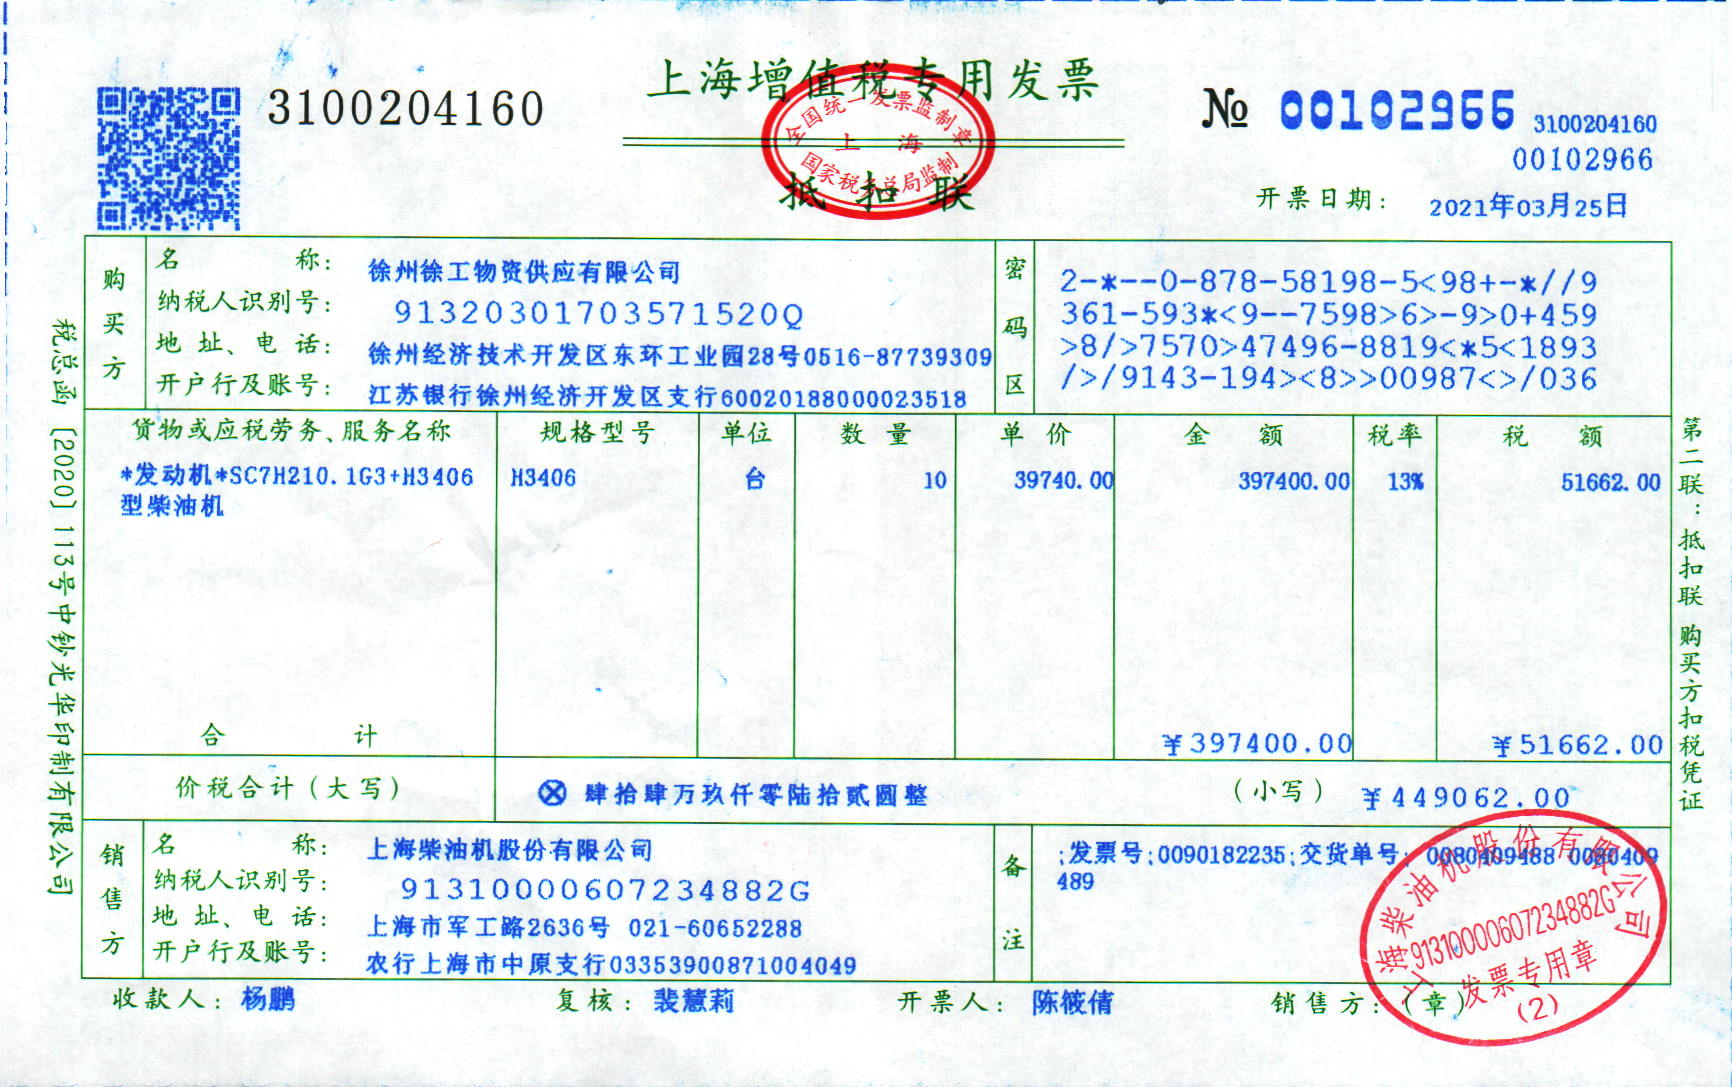 上海增值税专用发票
3100204160
№ 00102966 3100204160
00102966
全国统一发票监制章
上海
国家税务总局监制
抵扣联
开票日期: 2021年03月25日
购买方
名称: 徐州徐工物资供应有限公司
纳税人识别号: 91320301703571520Q
地址、电话: 徐州经济技术开发区东环工业园28号0516-87739309
开户行及账号: 江苏银行徐州经济开发区支行60020188000023518
密码区
2-*--0-878-58198-5<98+-*//9
361-593*<9--7598>6>-9>0+459
>8/>7570>47496-8819<*5<1893
/>/9143-194><8>>00987<>/036
货物或应税劳务、服务名称 规格型号 单位 数量 单价 金额 税率 税额
*发动机*SC7H210.1G3+H3406 H3406 台 10 39740.00 397400.00 13% 51662.00
型柴油机
合计 ¥397400.00 ¥51662.00
价税合计(大写) ⊗肆拾肆万玖仟零陆拾贰圆整 (小写) ¥449062.00
销售方
名称: 上海柴油机股份有限公司
纳税人识别号: 91310000607234882G
地址、电话: 上海市军工路2636号 021-60652288
开户行及账号: 农行上海市中原支行03353900871004049
备注
;发票号;0090182235;交货单号: 0080409488 0080409
489
收款人: 杨鹏 复核: 裴慧莉 开票人: 陈筱倩 销售方:(章)
上海柴油机股份有限公司
91310000607234882G
发票专用章
(2)
税总函〔2020〕113号中钞光华印制有限公司
第二联:抵扣联 购买方扣税凭证